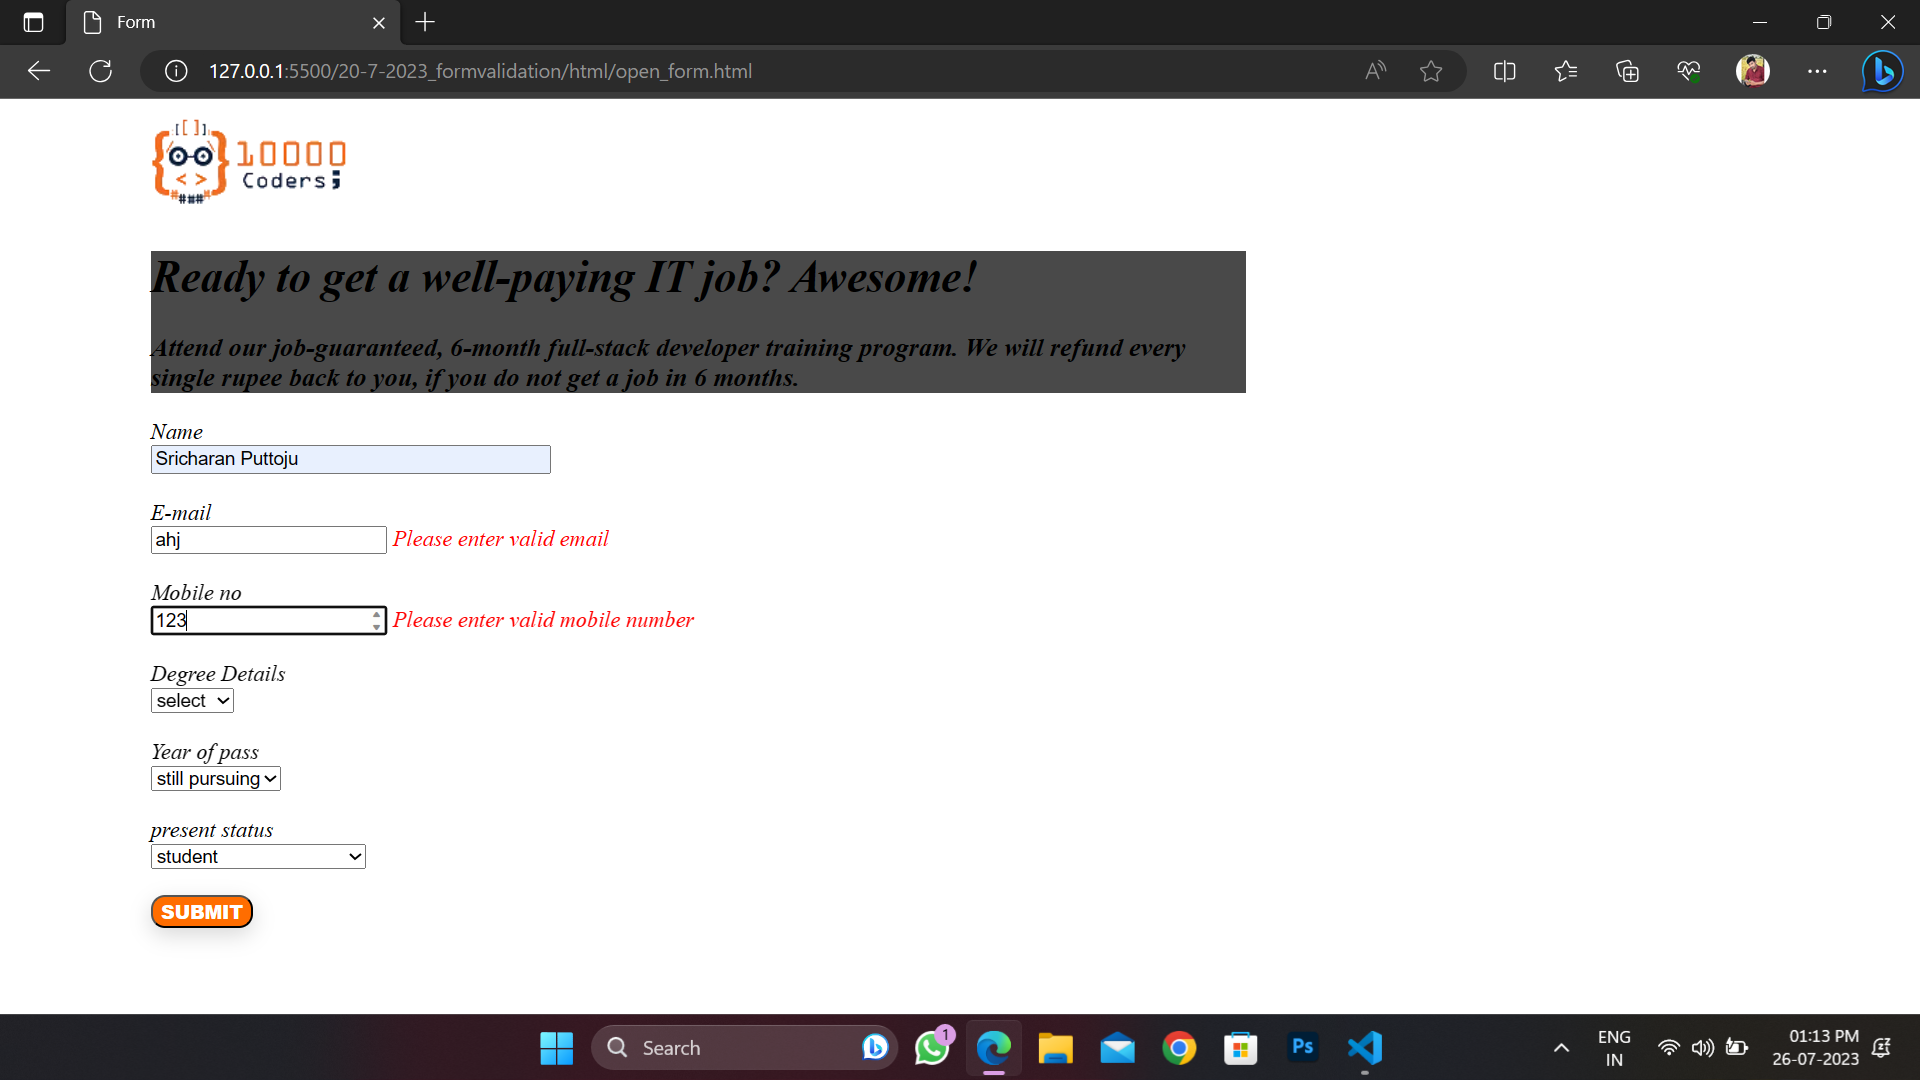 Form
127.0.0.1:5500/20-7-2023_formvalidation/html/open_form.html
10000
Coders;
Ready to get a well-paying IT job? Awesome!
Attend our job-guaranteed, 6-month full-stack developer training program. We will refund every
single rupee back to you, if you do not get a job in 6 months.
Name
Sricharan Puttoju
E-mail
ahj Please enter valid email
Mobile no
123 Please enter valid mobile number
Degree Details
select
Year of pass
still pursuing
present status
student
SUBMIT
Search
1
Ps
ENG
IN
01:13 PM
26-07-2023